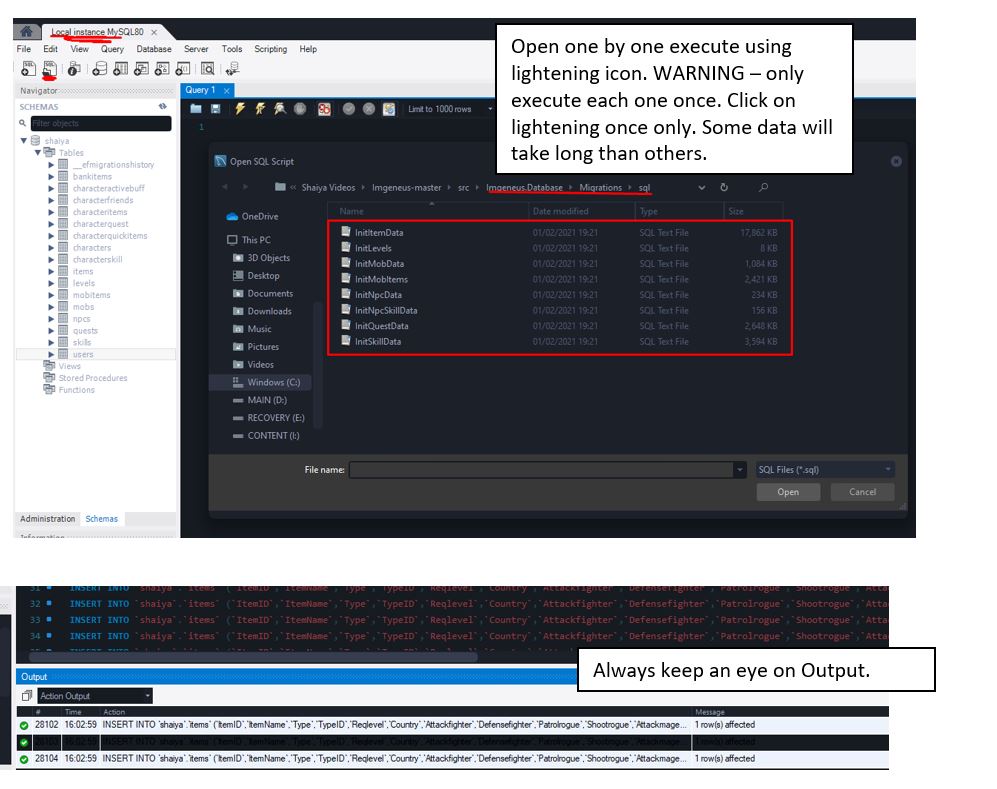 Local instance MySQL80
File Edit View Query Database Server Tools Scripting Help
Open one by one execute using
lightening icon. WARNING – only
execute each one once. Click on
lightening once only. Some data will
take long than others.
Navigator
SCHEMAS
Filter objects
shaiya
Tables
__efmigrationshistory
bankitems
characteractivebuff
characterfriends
characteritems
characterquest
characterquickitems
characters
characterskill
items
levels
mobitems
mobs
npcs
quests
skills
users
Views
Stored Procedures
Functions
Administration Schemas
Information
Query 1
Limit to 1000 rows
1
Open SQL Script
« Shaiya Videos Imgeneus-master src Imgeneus.Database Migrations sql
OneDrive
This PC
3D Objects
Desktop
Documents
Downloads
Music
Pictures
Videos
Windows (C:)
MAIN (D:)
RECOVERY (E:)
CONTENT (I:)
Name Date modified Type Size
InitItemData 01/02/2021 19:21 SQL Text File 17,862 KB
InitLevels 01/02/2021 19:21 SQL Text File 8 KB
InitMobData 01/02/2021 19:21 SQL Text File 1,084 KB
InitMobItems 01/02/2021 19:21 SQL Text File 2,421 KB
InitNpcData 01/02/2021 19:21 SQL Text File 234 KB
InitNpcSkillData 01/02/2021 19:21 SQL Text File 156 KB
InitQuestData 01/02/2021 19:21 SQL Text File 2,648 KB
InitSkillData 01/02/2021 19:21 SQL Text File 3,594 KB
File name: SQL Files (*.sql)
Open Cancel
31 INSERT INTO `shaiya`.`items` (`ItemID`,`ItemName`,`Type`,`TypeID`,`Reqlevel`,`Country`,`Attackfighter`,`Defensefighter`,`Patrolrogue`,`Shootrogue`,`Atta
32 INSERT INTO `shaiya`.`items` (`ItemID`,`ItemName`,`Type`,`TypeID`,`Reqlevel`,`Country`,`Attackfighter`,`Defensefighter`,`Patrolrogue`,`Shootrogue`,`Atta
33 INSERT INTO `shaiya`.`items` (`ItemID`,`ItemName`,`Type`,`TypeID`,`Reqlevel`,`Country`,`Attackfighter`,`Defensefighter`,`Patrolrogue`,`Shootrogue`,`Atta
34 INSERT INTO `shaiya`.`items` (`ItemID`,`ItemName`,`Type`,`TypeID`,`Reqlevel`,`Country`,`Attackfighter`,`Defensefighter`,`Patrolrogue`,`Shootrogue`,`Atta
Always keep an eye on Output.
Output
Action Output
# Time Action Message
28102 16:02:59 INSERT INTO `shaiya`.`items` (`ItemID`,`ItemName`,`Type`,`TypeID`,`Reqlevel`,`Country`,`Attackfighter`,`Defensefighter`,`Patrolrogue`,`Shootrogue`,`Attackmage... 1 row(s) affected
28103 16:02:59 INSERT INTO `shaiya`.`items` (`ItemID`,`ItemName`,`Type`,`TypeID`,`Reqlevel`,`Country`,`Attackfighter`,`Defensefighter`,`Patrolrogue`,`Shootrogue`,`Attackmage... 1 row(s) affected
28104 16:02:59 INSERT INTO `shaiya`.`items` (`ItemID`,`ItemName`,`Type`,`TypeID`,`Reqlevel`,`Country`,`Attackfighter`,`Defensefighter`,`Patrolrogue`,`Shootrogue`,`Attackmage... 1 row(s) affected